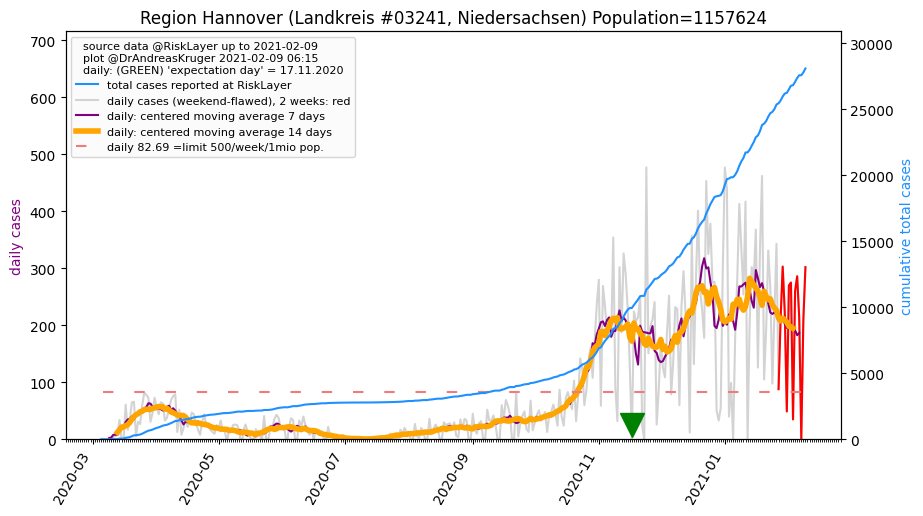 Region Hannover (Landkreis #03241, Niedersachsen) Population=1157624
source data @RiskLayer up to 2021-02-09
plot @DrAndreasKruger 2021-02-09 06:15
daily: (GREEN) 'expectation day' = 17.11.2020
total cases reported at RiskLayer
daily cases (weekend-flawed), 2 weeks: red
daily: centered moving average 7 days
daily: centered moving average 14 days
daily 82.69 =limit 500/week/1mio pop.
daily cases
700
600
500
400
300
200
100
0
30000
25000
20000
15000
10000
5000
0
cumulative total cases
2020-03
2020-05
2020-07
2020-09
2020-11
2021-01